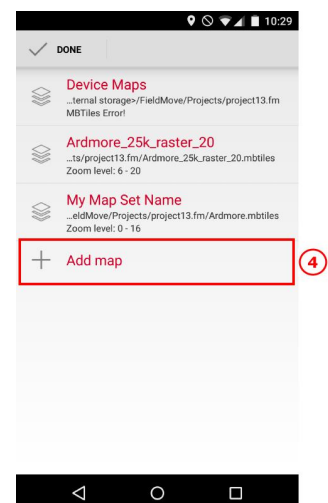 10:29
DONE
Device Maps
...ternal storage>/FieldMove/Projects/project13.fm
MBTiles Error!
Ardmore_25k_raster_20
...ts/project13.fm/Ardmore_25k_raster_20.mbtiles
Zoom level: 6 - 20
My Map Set Name
...eldMove/Projects/project13.fm/Ardmore.mbtiles
Zoom level: 0 - 16
Add map
4